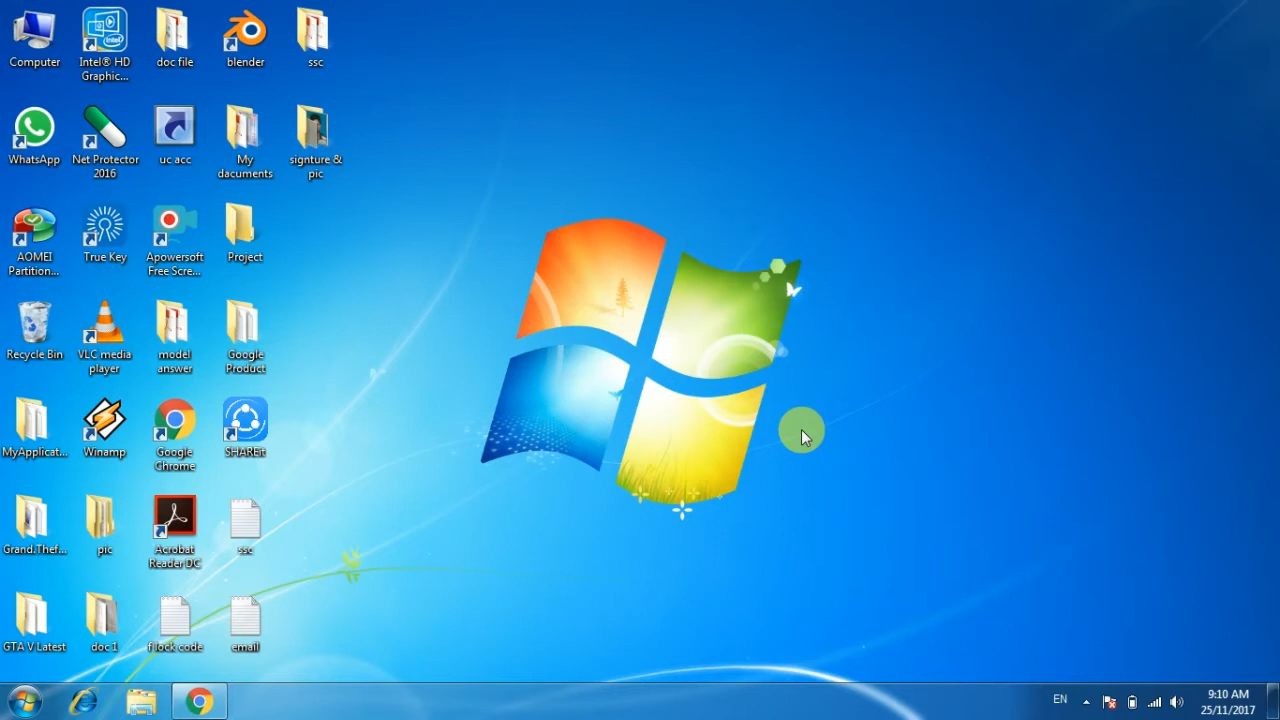 Computer
Intel® HD
Graphic...
doc file
blender
ssc
WhatsApp
Net Protector
2016
uc acc
My
dacuments
signture &
pic
AOMEI
Partition...
True Key
Apowersoft
Free Scre...
Project
Recycle Bin
VLC media
player
model
answer
Google
Product
MyApplicat...
Winamp
Google
Chrome
SHAREit
Grand.Thef...
pic
Acrobat
Reader DC
ssc
GTA V Latest
doc 1
f lock code
email
EN
9:10 AM
25/11/2017